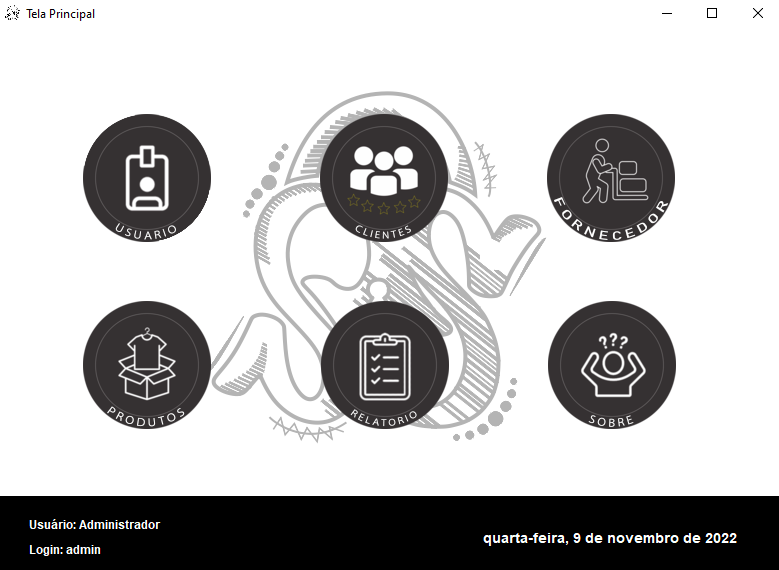 Tela Principal
USUARIO
CLIENTES
FORNECEDOR
???
PRODUTOS
RELATORIO
SOBRE
Usuário: Administrador
Login: admin
quarta-feira, 9 de novembro de 2022